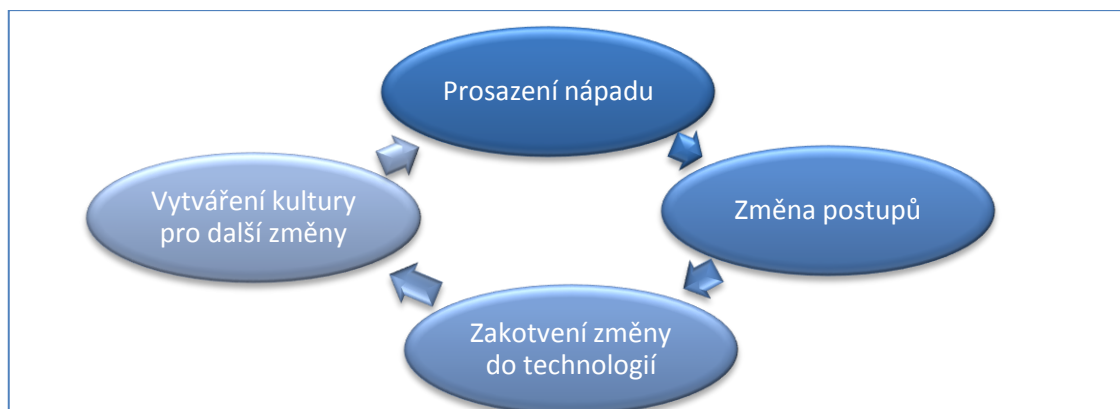 Prosazení nápadu
Změna postupů
Zakotvení změny
do technologií
Vytváření kultury
pro další změny